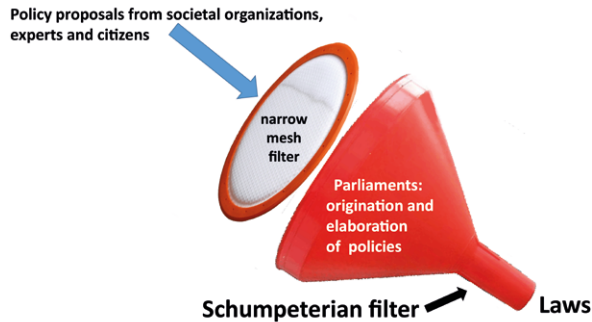 Policy proposals from societal organizations,
experts and citizens
narrow
mesh
filter
Parliaments:
origination and
elaboration
of policies
Schumpeterian filter
Laws